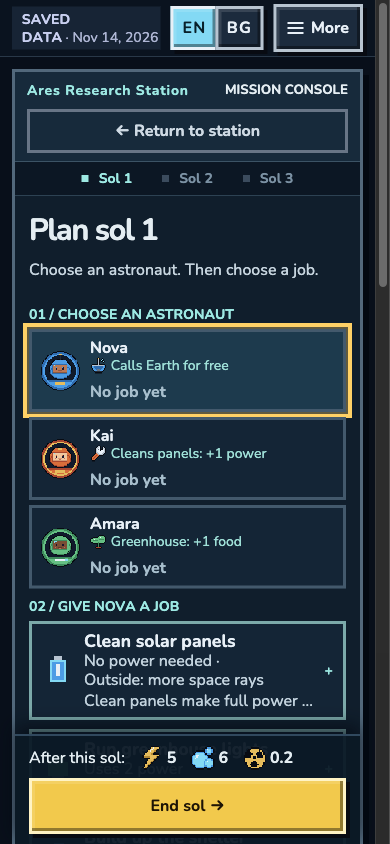 SAVED
DATA · Nov 14, 2026
EN BG
More
Ares Research Station MISSION CONSOLE
← Return to station
Sol 1 Sol 2 Sol 3
Plan sol 1
Choose an astronaut. Then choose a job.
01 / CHOOSE AN ASTRONAUT
Nova
Calls Earth for free
No job yet
Kai
Cleans panels: +1 power
No job yet
Amara
Greenhouse: +1 food
No job yet
02 / GIVE NOVA A JOB
Clean solar panels
No power needed ·
Outside: more space rays
Clean panels make full power ...
+
After this sol: 5 6 0.2
End sol →